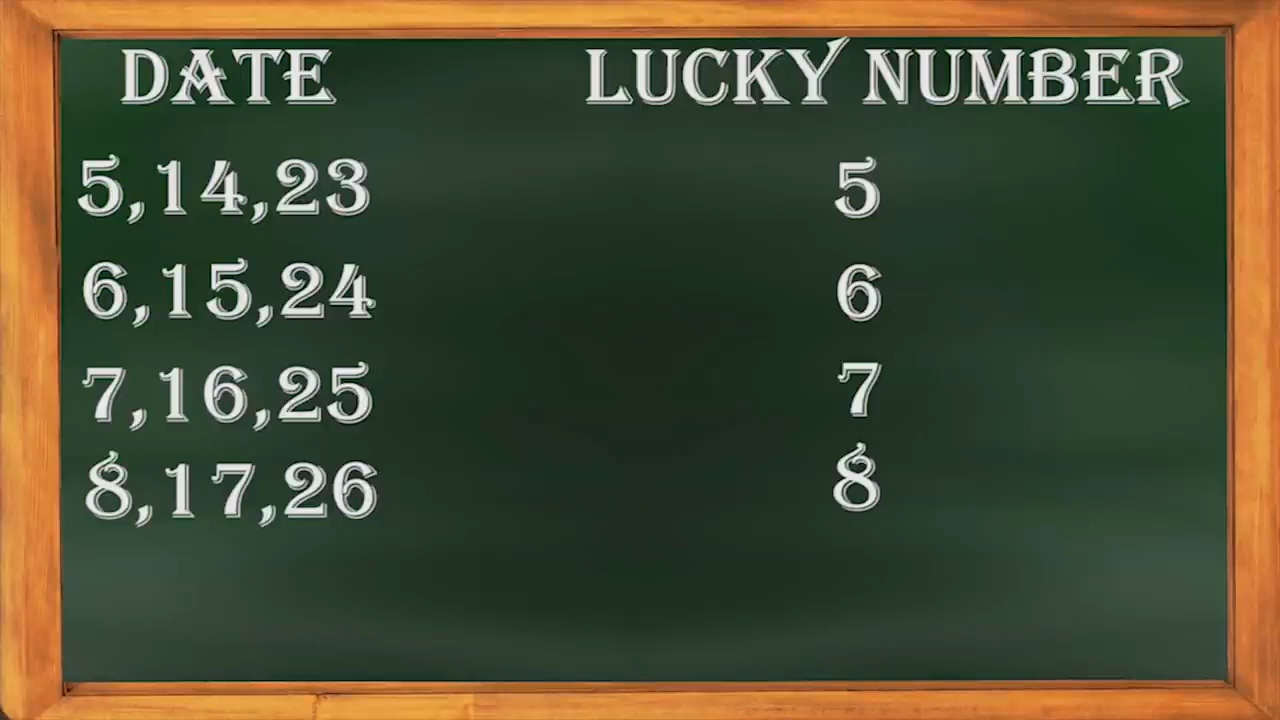 DATE LUCKY NUMBER
5,14,23 5
6,15,24 6
7,16,25 7
8,17,26 8